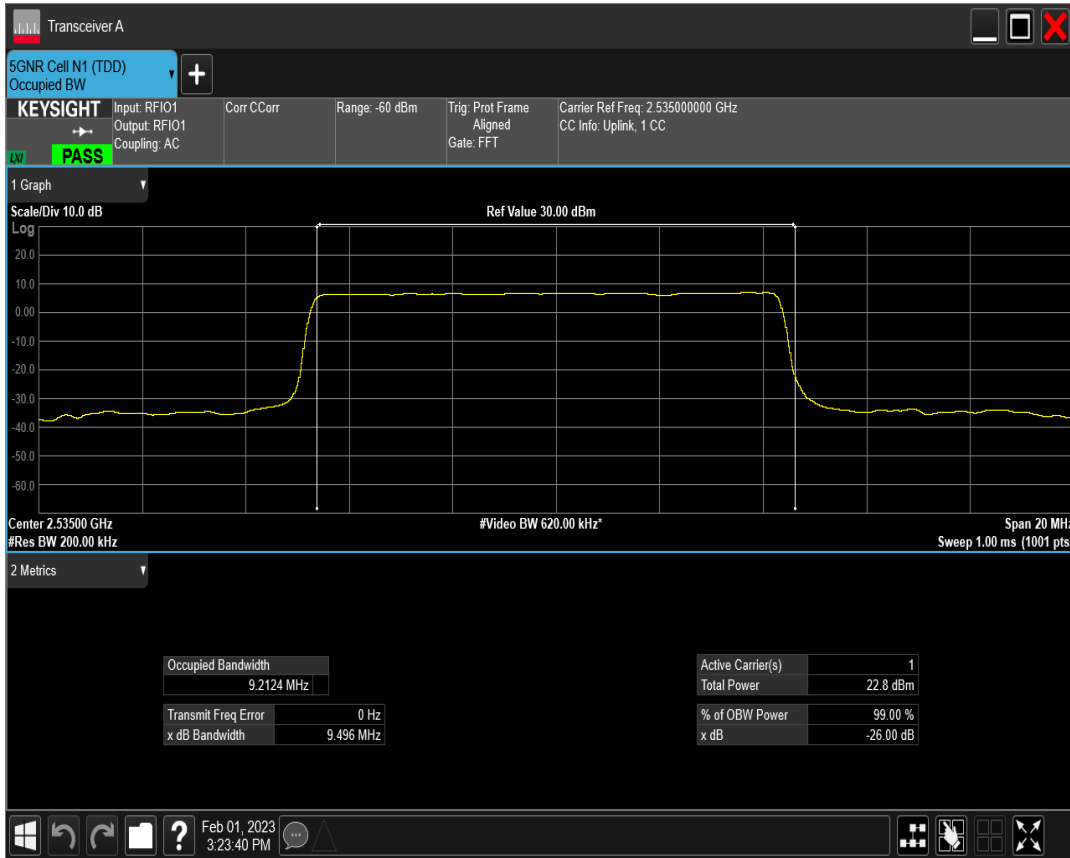 Transceiver A
5GNR Cell N1 (TDD)
Occupied BW
KEYSIGHT
LXI
PASS
Input: RFIO1
Output: RFIO1
Coupling: AC
Corr CCorr
Range: -60 dBm
Trig: Prot Frame
Aligned
Gate: FFT
Carrier Ref Freq: 2.535000000 GHz
CC Info: Uplink, 1 CC
1 Graph
Scale/Div 10.0 dB
Ref Value 30.00 dBm
Log
20.0
10.0
0.00
-10.0
-20.0
-30.0
-40.0
-50.0
-60.0
Center 2.53500 GHz
#Video BW 620.00 kHz*
Span 20 MHz
#Res BW 200.00 kHz
Sweep 1.00 ms (1001 pts
2 Metrics
Occupied Bandwidth
9.2124 MHz
Transmit Freq Error 0 Hz
x dB Bandwidth 9.496 MHz
Active Carrier(s) 1
Total Power 22.8 dBm
% of OBW Power 99.00 %
x dB -26.00 dB
?
Feb 01, 2023
3:23:40 PM